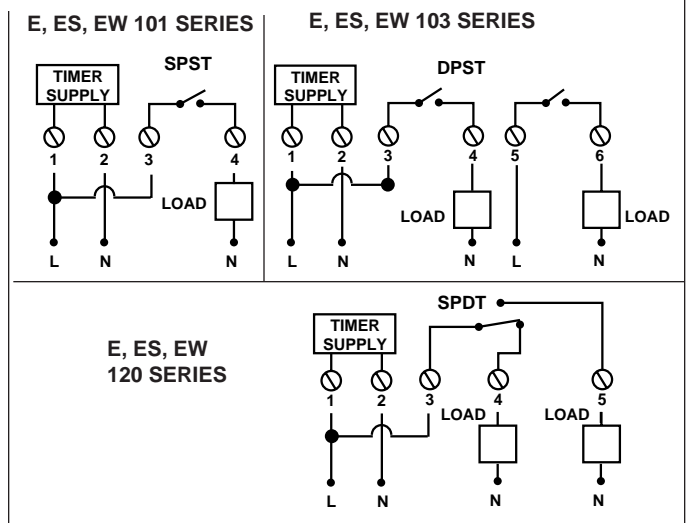 E, ES, EW 101 SERIES
SPST
TIMER
SUPPLY
1 2 3 4
LOAD
L N N
E, ES, EW 103 SERIES
DPST
TIMER
SUPPLY
1 2 3 4 5 6
LOAD LOAD
L N N L N
E, ES, EW
120 SERIES
SPDT
TIMER
SUPPLY
1 2 3 4 5
LOAD LOAD
L N N N